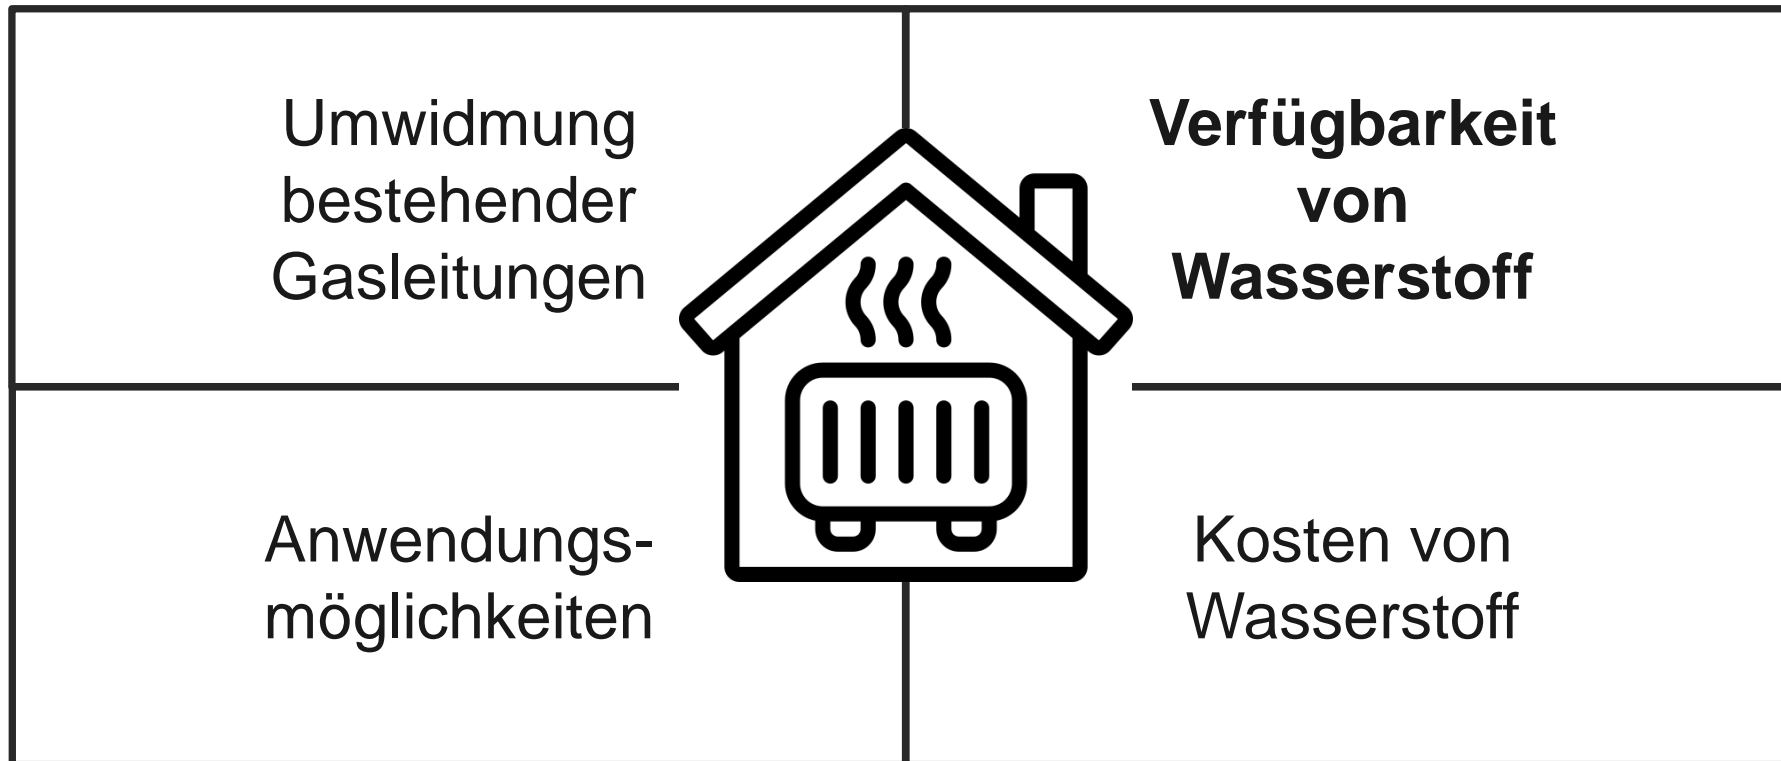 Umwidmung
bestehender
Gasleitungen
Verfügbarkeit
von
Wasserstoff
Anwendungs-
möglichkeiten
Kosten von
Wasserstoff